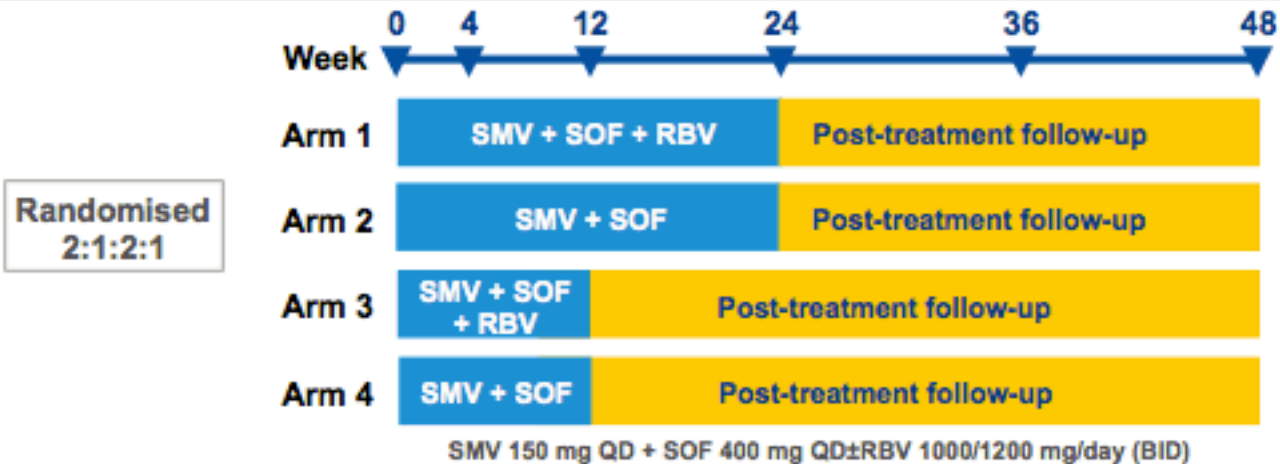 0 4 12 24 36 48
Week
Arm 1 SMV + SOF + RBV Post-treatment follow-up
Randomised
2:1:2:1
Arm 2 SMV + SOF Post-treatment follow-up
Arm 3 SMV + SOF
+ RBV Post-treatment follow-up
Arm 4 SMV + SOF Post-treatment follow-up
SMV 150 mg QD + SOF 400 mg QD±RBV 1000/1200 mg/day (BID)